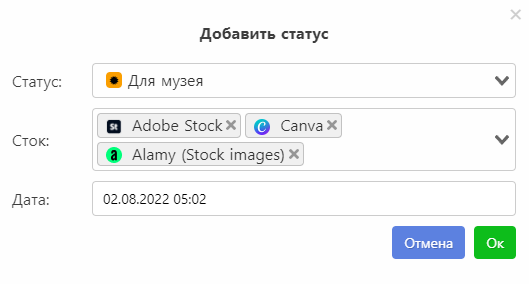 Добавить статус
Статус: Для музея
Сток: Adobe Stock Canva
Alamy (Stock images)
Дата: 02.08.2022 05:02
Отмена Ок